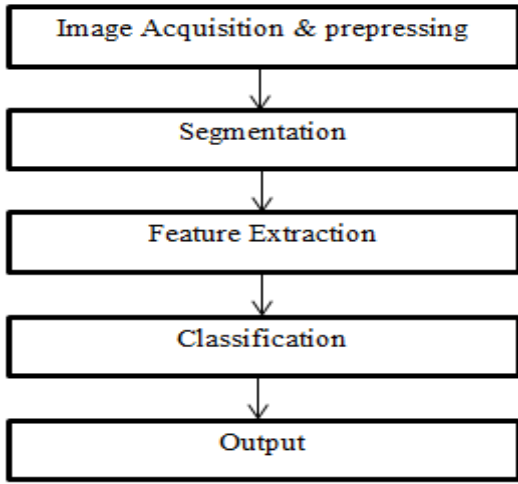 Image Acquisition & prepressing
Segmentation
Feature Extraction
Classification
Output